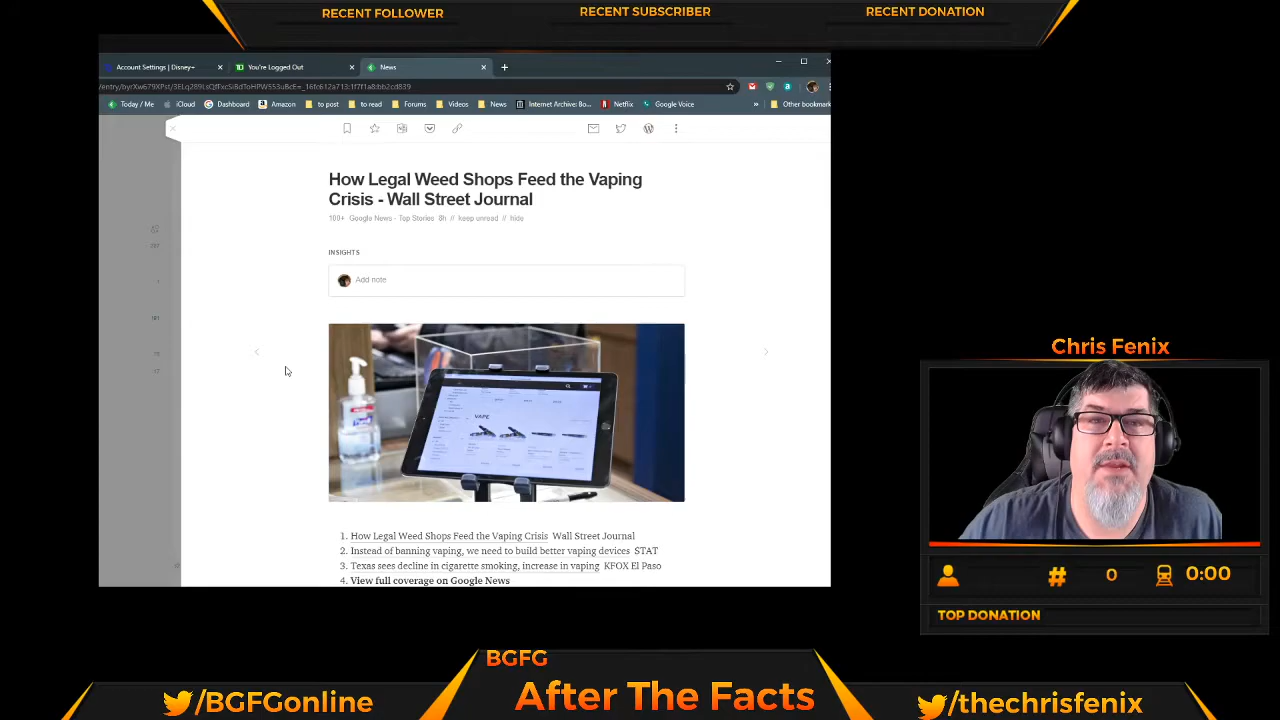 RECENT FOLLOWER
RECENT SUBSCRIBER
RECENT DONATION
Account Settings | Disney+
You're Logged Out
News
Today / Me
iCloud
Dashboard
Amazon
to post
to read
Forums
Videos
News
Internet Archive: Bo...
Netflix
Google Voice
»
Other bookmark
How Legal Weed Shops Feed the Vaping
Crisis - Wall Street Journal
100+ Google News - Top Stories 8h // keep unread // hide
INSIGHTS
Add note
VAPE
1. How Legal Weed Shops Feed the Vaping Crisis Wall Street Journal
2. Instead of banning vaping, we need to build better vaping devices STAT
3. Texas sees decline in cigarette smoking, increase in vaping KFOX El Paso
4. View full coverage on Google News
Chris Fenix
# 0 0:00
TOP DONATION
BGFG
After The Facts
/BGFGonline
/thechrisfenix